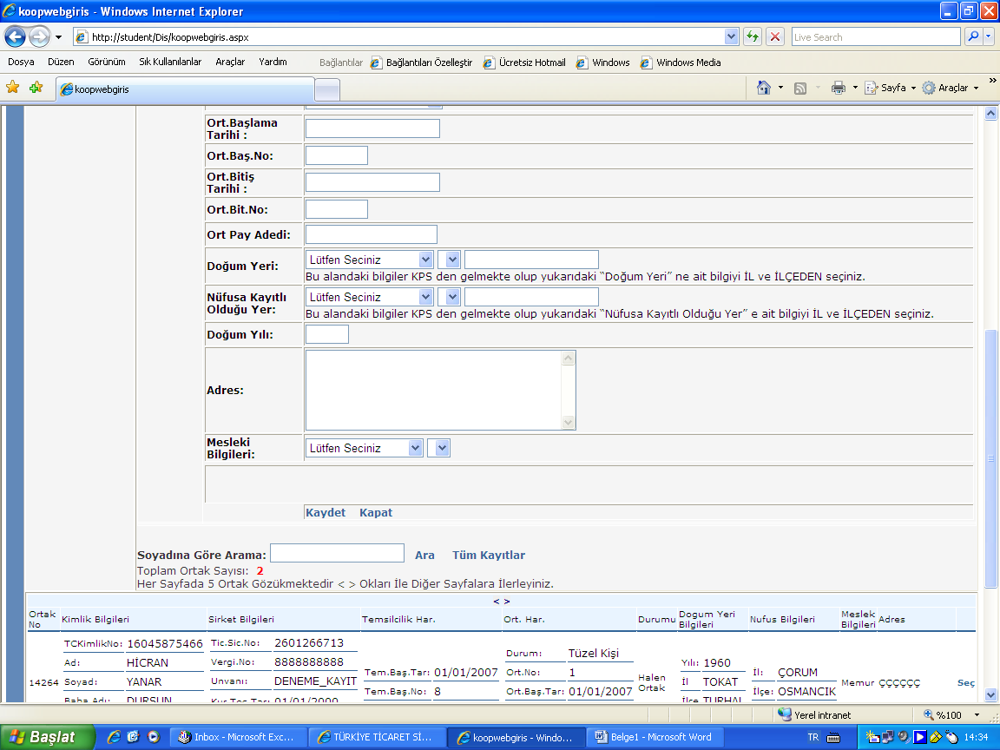 koopwebgiris - Windows Internet Explorer
http://student/Dis/koopwebgiris.aspx
Live Search
Dosya Düzen Görünüm Sık Kullanılanlar Araçlar Yardım Bağlantılar Bağlantıları Özelleştir Ücretsiz Hotmail Windows Windows Media
koopwebgiris Sayfa Araçlar »
Ort.Başlama
Tarihi :
Ort.Baş.No:
Ort.Bitiş
Tarihi :
Ort.Bit.No:
Ort Pay Adedi:
Doğum Yeri: Lütfen Seciniz
Bu alandaki bilgiler KPS den gelmekte olup yukarıdaki “Doğum Yeri” ne ait bilgiyi İL ve İLÇEDEN seçiniz.
Nüfusa Kayıtlı
Olduğu Yer: Lütfen Seciniz
Bu alandaki bilgiler KPS den gelmekte olup yukarıdaki “Nüfusa Kayıtlı Olduğu Yer” e ait bilgiyi İL ve İLÇEDEN seçiniz.
Doğum Yılı:
Adres:
Mesleki
Bilgileri: Lütfen Seciniz
Kaydet Kapat
Soyadına Göre Arama: Ara Tüm Kayıtlar
Toplam Ortak Sayısı: 2
Her Sayfada 5 Ortak Gözükmektedir < > Okları İle Diğer Sayfalara İlerleyiniz.
< >
Ortak No Kimlik Bilgileri Sirket Bilgileri Temsilcilik Har. Ort. Har. Durumu Dogum Yeri Bilgileri Nufus Bilgileri Meslek Bilgileri Adres
TCKimlikNo: 16045875466 Tic.Sic.No: 2601266713
Durum: Tüzel Kişi
Ad: HİCRAN Vergi.No: 8888888888 Yılı: 1960
Tem.Baş.Tar: 01/01/2007 Ort.No: 1 İl: ÇORUM
14264 Soyad: YANAR Unvanı: DENEME_KAYIT Halen Ortak İl TOKAT Memur ÇÇÇÇÇÇ Seç
Tem.Baş.No: 8 Ort.Baş.Tar: 01/01/2007 İlçe: OSMANCIK
Baba Adı: DURSUN Kur.Tes.Tar: 01/01/2000 İlçe TURHAL
Yerel intranet %100
Başlat Inbox - Microsoft Exc... TÜRKİYE TİCARET Sİ... koopwebgiris - Windo... Belge1 - Microsoft Word TR 14:34